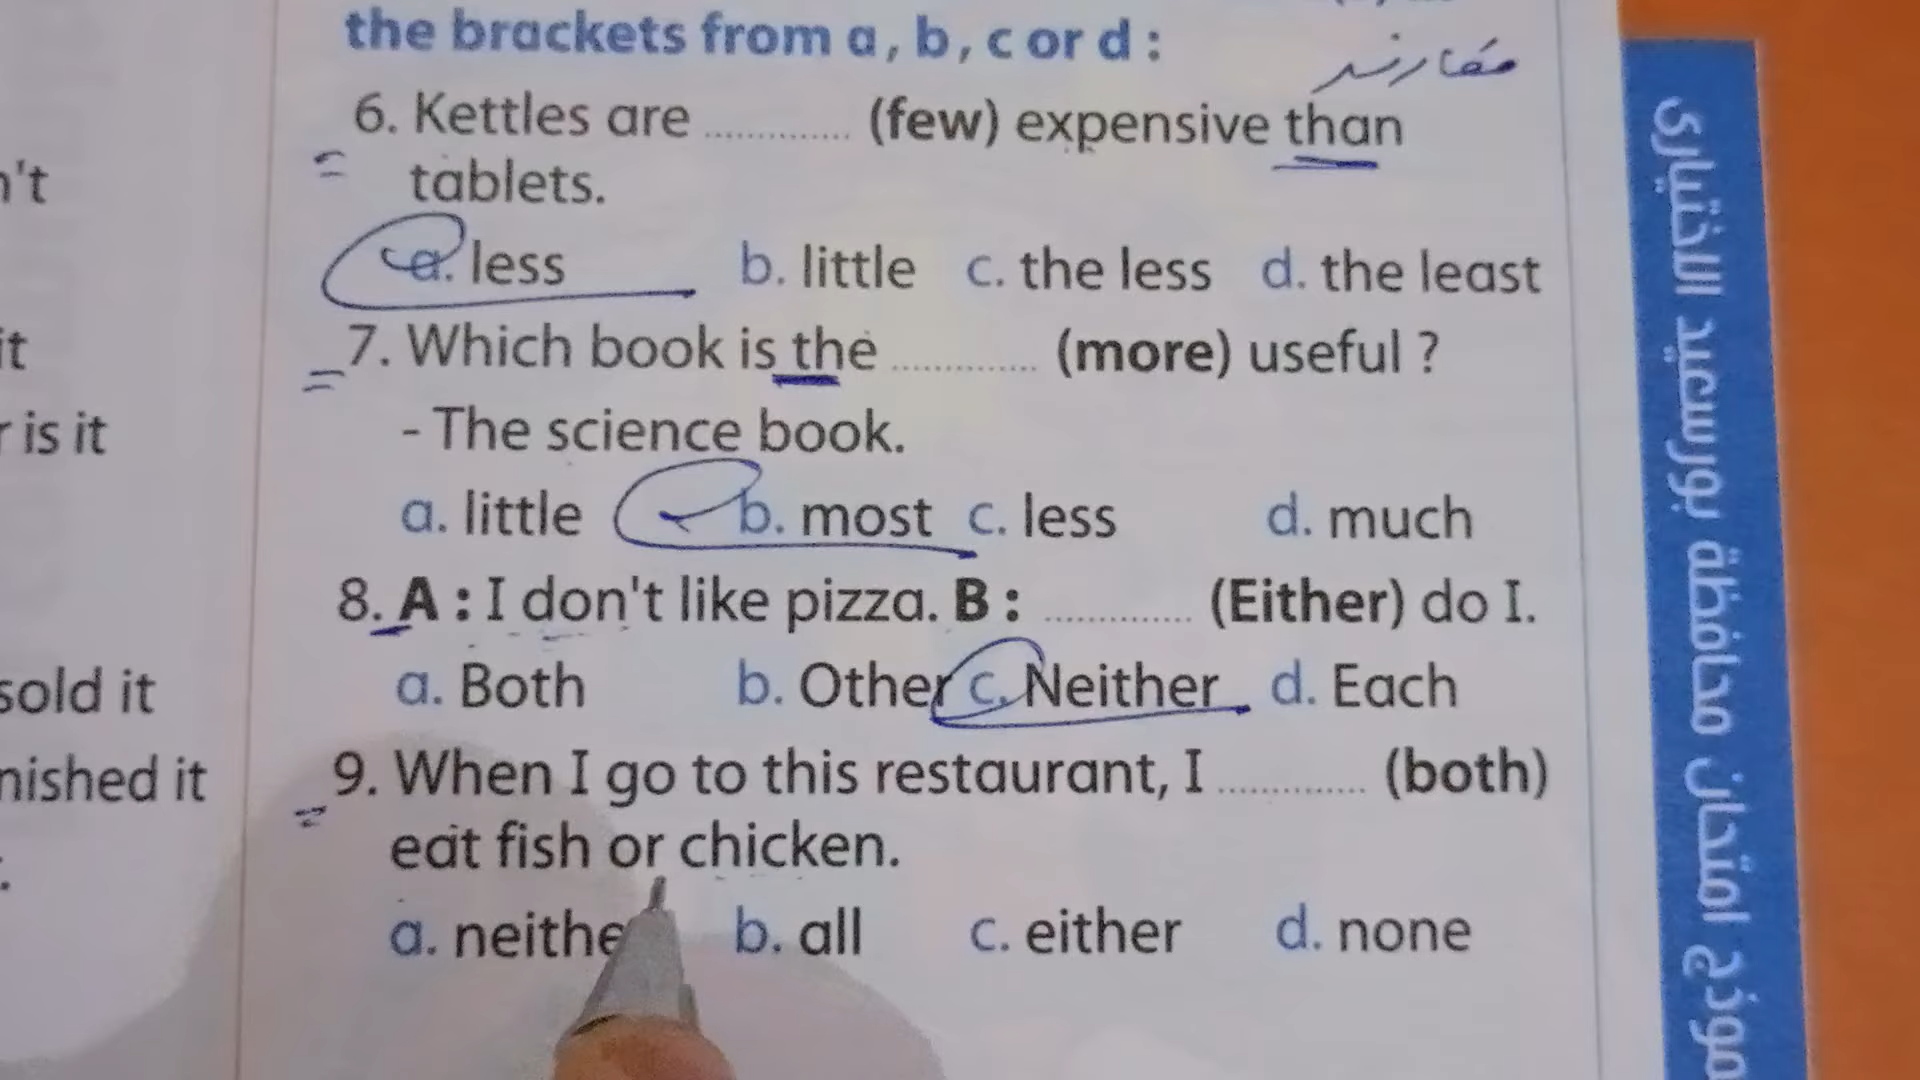 the brackets from a, b, c or d :
مقارنه
6. Kettles are ............ (few) expensive than
tablets.
a. less b. little c. the less d. the least
7. Which book is the ............ (more) useful ?
- The science book.
a. little b. most c. less d. much
8. A : I don't like pizza. B : ............ (Either) do I.
a. Both b. Other c. Neither d. Each
9. When I go to this restaurant, I ............ (both)
eat fish or chicken.
a. neithe b. all c. either d. none
n't
it
r is it
sold it
nished it
نموذج امتحان محافظة بورسعيد الاختياري